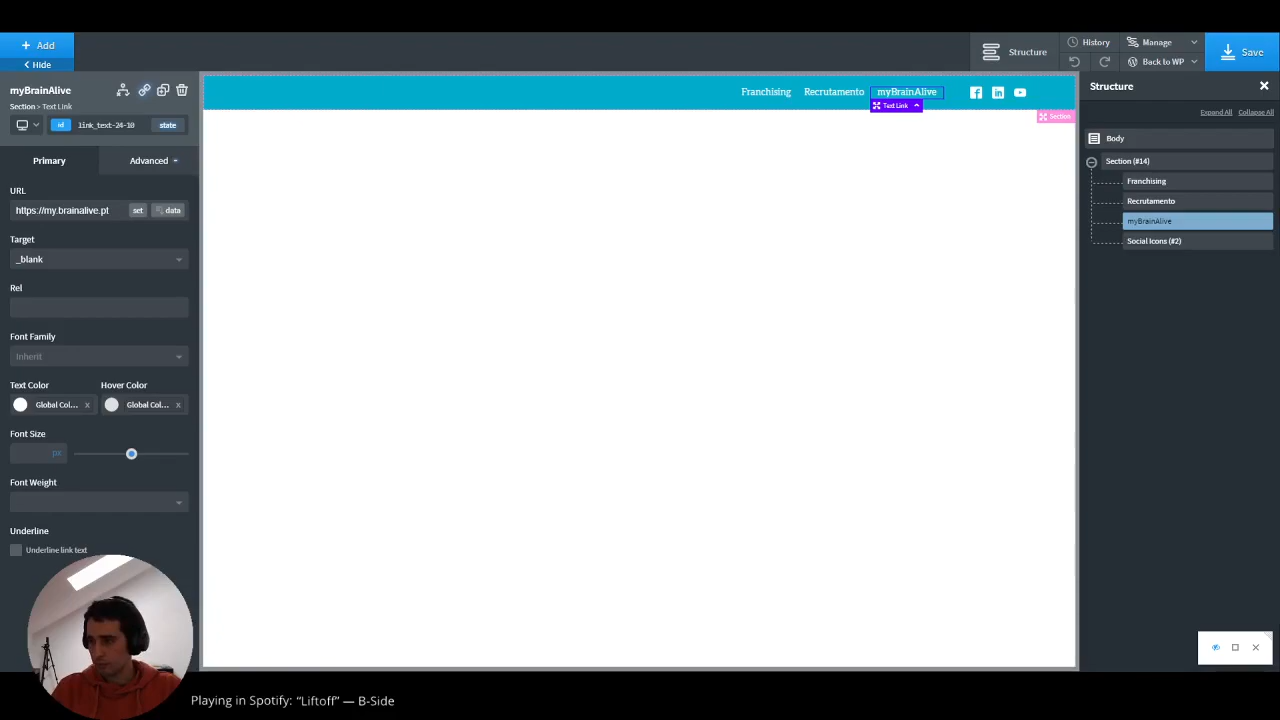 Add
Hide
Structure
History
Manage
Back to WP
Save
myBrainAlive
Section > Text Link
id
link_text-24-10
state
Primary
Advanced
URL
https://my.brainalive.pt
set
data
Target
_blank
Rel
Font Family
Inherit
Text Color
Hover Color
Global Col...
x
Global Col...
x
Font Size
px
Font Weight
Underline
Underline link text
Franchising
Recrutamento
myBrainAlive
Text Link
Section
Structure
Expand All
Collapse All
Body
Section (#14)
Franchising
Recrutamento
myBrainAlive
Social Icons (#2)
Playing in Spotify: “Liftoff” — B-Side